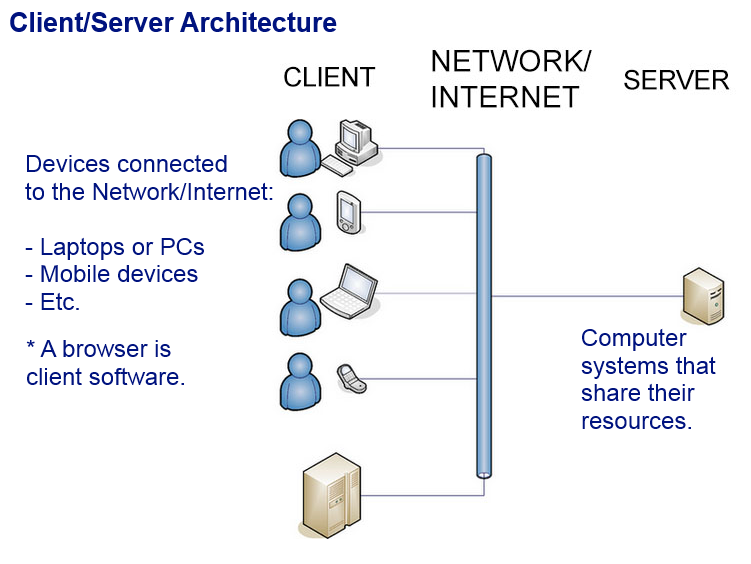 Client/Server Architecture
CLIENT
NETWORK/
INTERNET
SERVER
Devices connected
to the Network/Internet:
- Laptops or PCs
- Mobile devices
- Etc.
* A browser is
client software.
Computer
systems that
share their
resources.